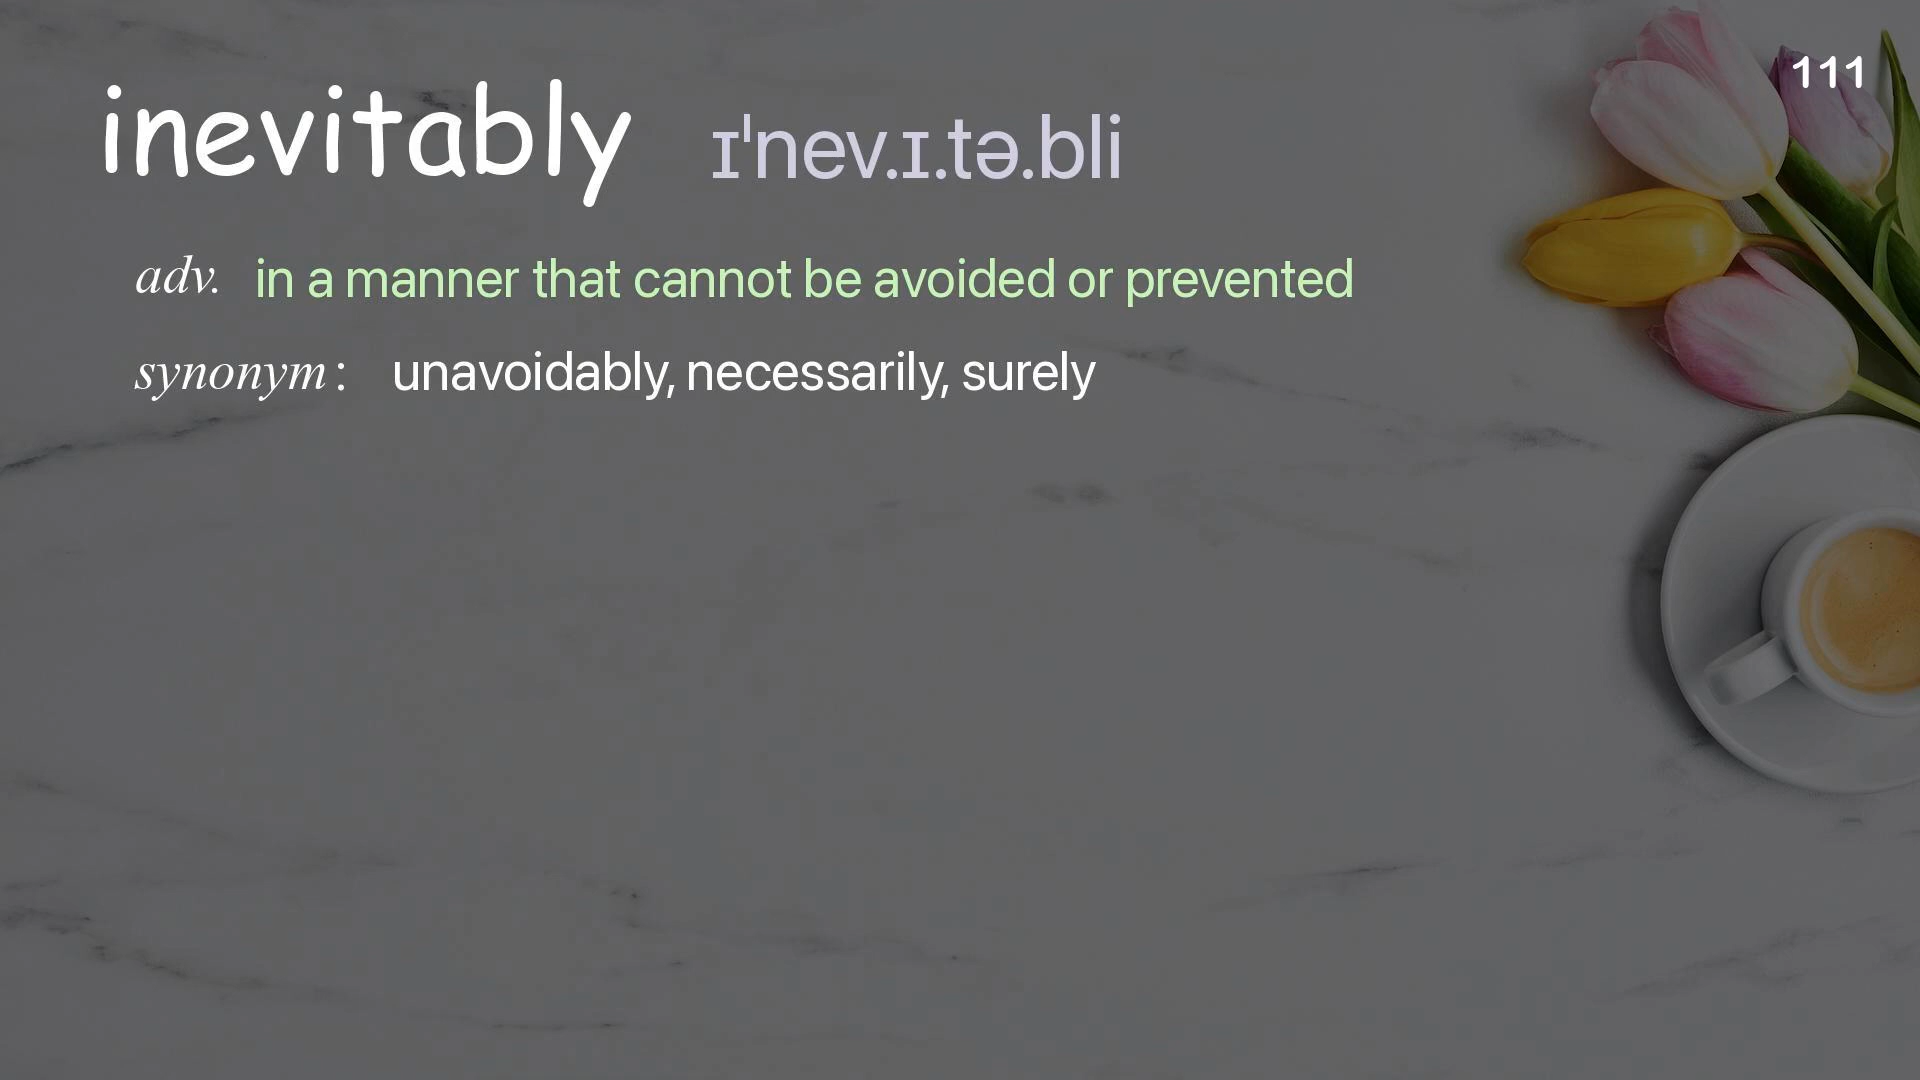 111
inevitably ɪˈnev.ɪ.tə.bli
adv. in a manner that cannot be avoided or prevented
synonym : unavoidably, necessarily, surely